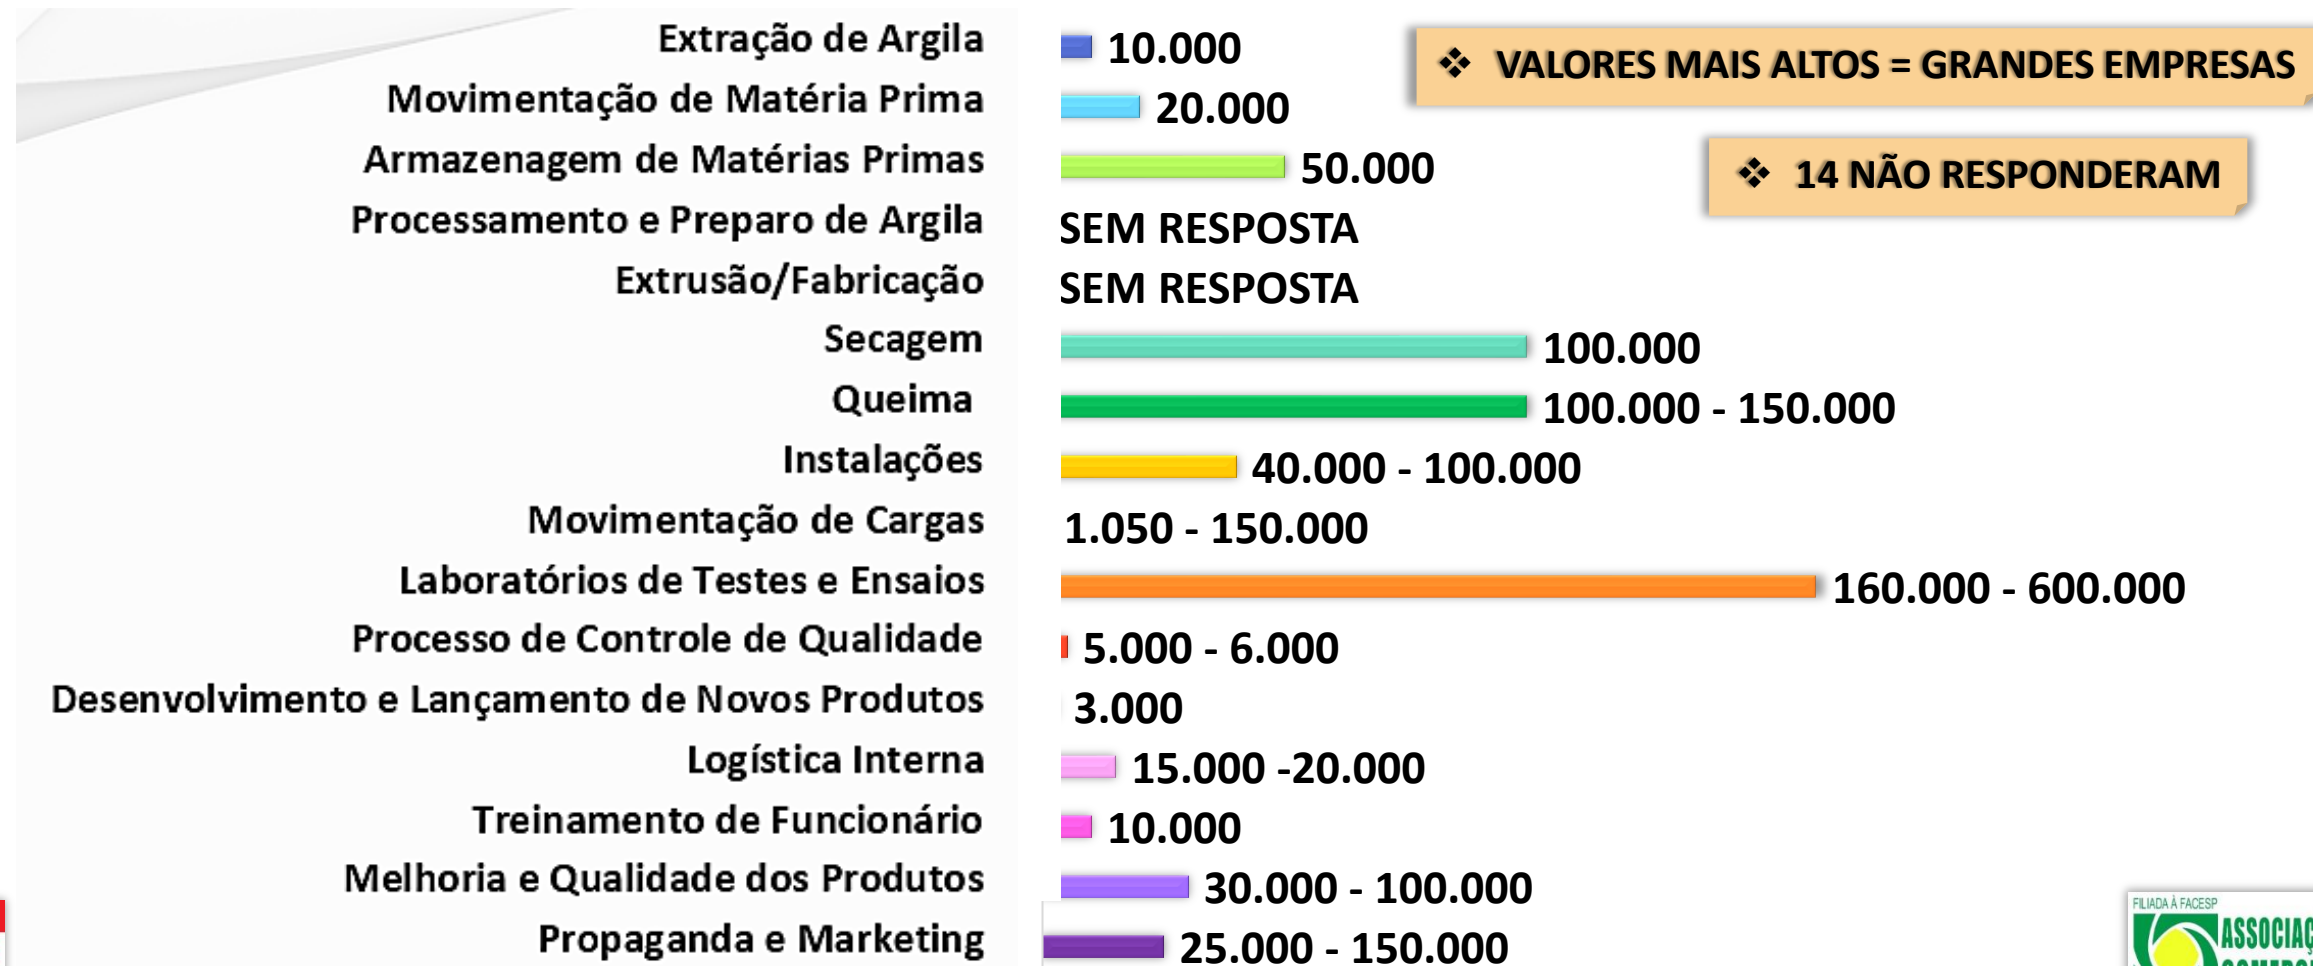 Extração de Argila 10.000
❖ VALORES MAIS ALTOS = GRANDES EMPRESAS
Movimentação de Matéria Prima 20.000
Armazenagem de Matérias Primas 50.000
❖ 14 NÃO RESPONDERAM
Processamento e Preparo de Argila SEM RESPOSTA
Extrusão/Fabricação SEM RESPOSTA
Secagem 100.000
Queima 100.000 - 150.000
Instalações 40.000 - 100.000
Movimentação de Cargas 1.050 - 150.000
Laboratórios de Testes e Ensaios 160.000 - 600.000
Processo de Controle de Qualidade 5.000 - 6.000
Desenvolvimento e Lançamento de Novos Produtos 3.000
Logística Interna 15.000 -20.000
Treinamento de Funcionário 10.000
Melhoria e Qualidade dos Produtos 30.000 - 100.000
Propaganda e Marketing 25.000 - 150.000
FILIADA À FACESP